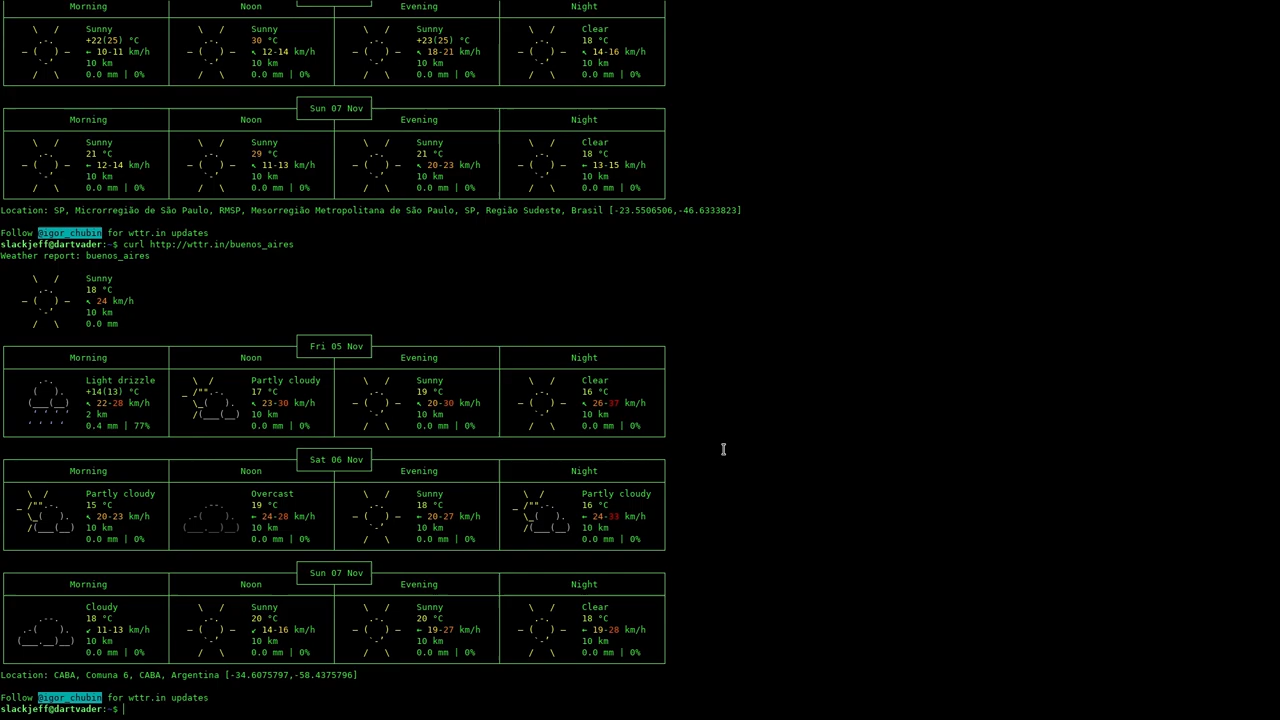 Morning Noon Evening Night
Sunny Sunny Sunny Clear
+22(25) °C 30 °C +23(25) °C 18 °C
← 10-11 km/h ↖ 12-14 km/h ↖ 18-21 km/h ↖ 14-16 km/h
10 km 10 km 10 km 10 km
0.0 mm | 0% 0.0 mm | 0% 0.0 mm | 0% 0.0 mm | 0%
Sun 07 Nov
Morning Noon Evening Night
Sunny Sunny Sunny Clear
21 °C 29 °C 21 °C 18 °C
← 12-14 km/h ↖ 11-13 km/h ↖ 20-23 km/h ← 13-15 km/h
10 km 10 km 10 km 10 km
0.0 mm | 0% 0.0 mm | 0% 0.0 mm | 0% 0.0 mm | 0%
Location: SP, Microrregião de São Paulo, RMSP, Mesorregião Metropolitana de São Paulo, SP, Região Sudeste, Brasil [-23.5506506,-46.6333823]
Follow @igor_chubin for wttr.in updates
slackjeff@dartvader:~$ curl http://wttr.in/buenos_aires
Weather report: buenos_aires
Sunny
18 °C
↖ 24 km/h
10 km
0.0 mm
Fri 05 Nov
Morning Noon Evening Night
Light drizzle Partly cloudy Sunny Clear
+14(13) °C 17 °C 19 °C 16 °C
↖ 22-28 km/h ↖ 23-30 km/h ↖ 20-30 km/h ↖ 26-37 km/h
2 km 10 km 10 km 10 km
0.4 mm | 77% 0.0 mm | 0% 0.0 mm | 0% 0.0 mm | 0%
Sat 06 Nov
Morning Noon Evening Night
Partly cloudy Overcast Sunny Partly cloudy
15 °C 19 °C 18 °C 16 °C
↖ 20-23 km/h ← 24-28 km/h ← 20-27 km/h ← 24-33 km/h
10 km 10 km 10 km 10 km
0.0 mm | 0% 0.0 mm | 0% 0.0 mm | 0% 0.0 mm | 0%
Sun 07 Nov
Morning Noon Evening Night
Cloudy Sunny Sunny Clear
18 °C 20 °C 20 °C 18 °C
↙ 11-13 km/h ↙ 14-16 km/h ← 19-27 km/h ← 19-28 km/h
10 km 10 km 10 km 10 km
0.0 mm | 0% 0.0 mm | 0% 0.0 mm | 0% 0.0 mm | 0%
Location: CABA, Comuna 6, CABA, Argentina [-34.6075797,-58.4375796]
Follow @igor_chubin for wttr.in updates
slackjeff@dartvader:~$